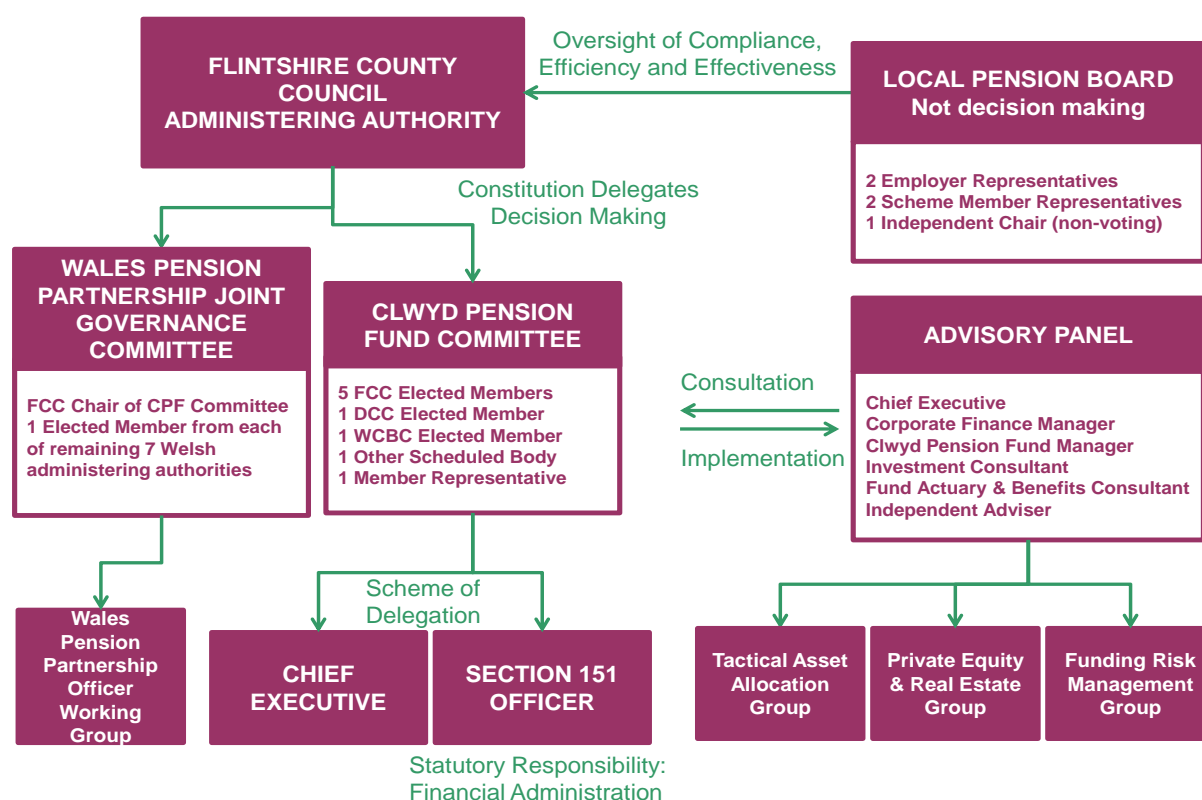 FLINTSHIRE COUNTY
COUNCIL
ADMINISTERING AUTHORITY
Oversight of Compliance,
Efficiency and Effectiveness
LOCAL PENSION BOARD
Not decision making
2 Employer Representatives
2 Scheme Member Representatives
1 Independent Chair (non-voting)
Constitution Delegates
Decision Making
WALES PENSION
PARTNERSHIP JOINT
GOVERNANCE
COMMITTEE
FCC Chair of CPF Committee
1 Elected Member from each
of remaining 7 Welsh
administering authorities
CLWYD PENSION
FUND COMMITTEE
5 FCC Elected Members
1 DCC Elected Member
1 WCBC Elected Member
1 Other Scheduled Body
1 Member Representative
Consultation
Implementation
ADVISORY PANEL
Chief Executive
Corporate Finance Manager
Clwyd Pension Fund Manager
Investment Consultant
Fund Actuary & Benefits Consultant
Independent Adviser
Scheme of
Delegation
Wales
Pension
Partnership
Officer
Working
Group
CHIEF
EXECUTIVE
SECTION 151
OFFICER
Tactical Asset
Allocation
Group
Private Equity
& Real Estate
Group
Funding Risk
Management
Group
Statutory Responsibility:
Financial Administration